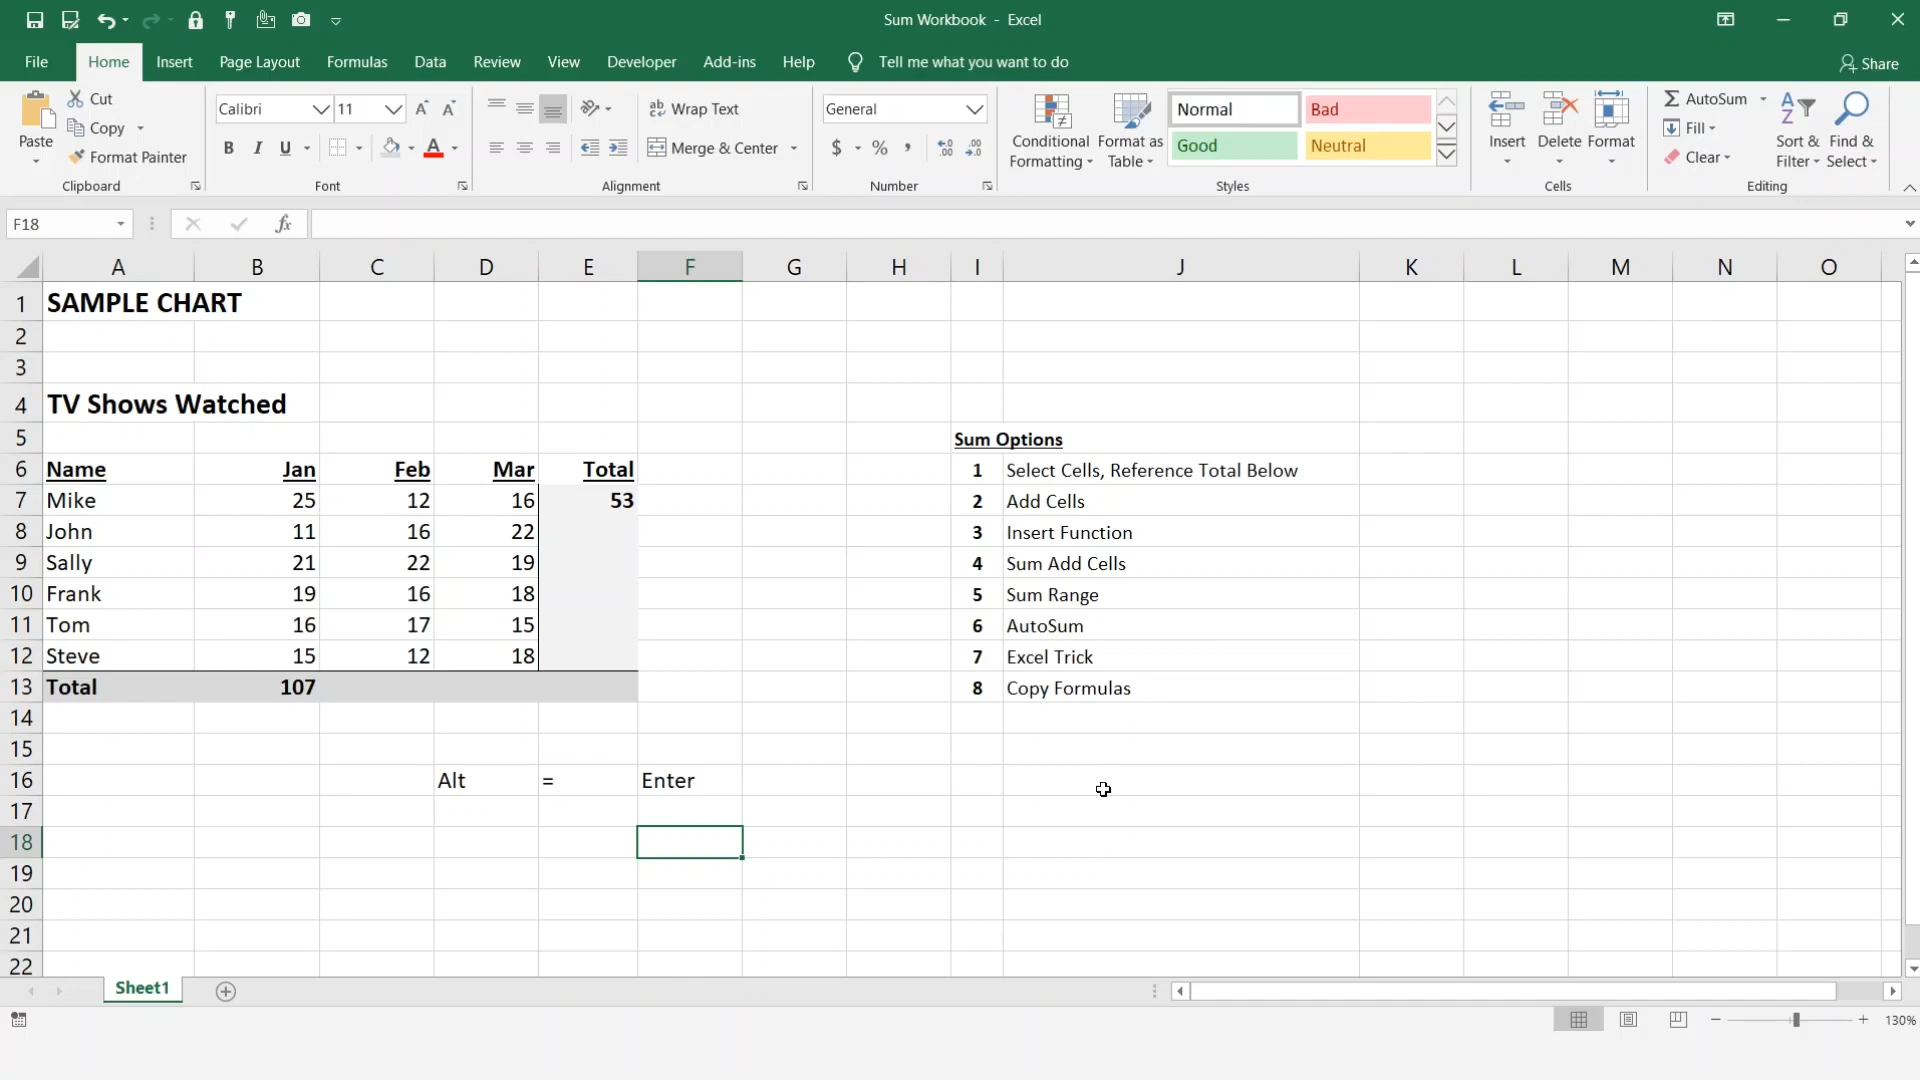 Sum Workbook - Excel
File Home Insert Page Layout Formulas Data Review View Developer Add-ins Help Tell me what you want to do Share
Paste Cut Copy Format Painter Clipboard
Calibri 11 B I U A Font
ab Wrap Text Merge & Center Alignment
General $ % , Number
Conditional Formatting Format as Table Normal Bad Good Neutral Styles
Insert Delete Format Cells
AutoSum Fill Clear Sort & Filter Find & Select Editing
F18 fx
A B C D E F G H I J K L M N O
1 SAMPLE CHART
2
3
4 TV Shows Watched
5 Sum Options
6 Name Jan Feb Mar Total 1 Select Cells, Reference Total Below
7 Mike 25 12 16 53 2 Add Cells
8 John 11 16 22 3 Insert Function
9 Sally 21 22 19 4 Sum Add Cells
10 Frank 19 16 18 5 Sum Range
11 Tom 16 17 15 6 AutoSum
12 Steve 15 12 18 7 Excel Trick
13 Total 107 8 Copy Formulas
14
15
16 Alt = Enter
17
18
19
20
21
22
Sheet1
130%